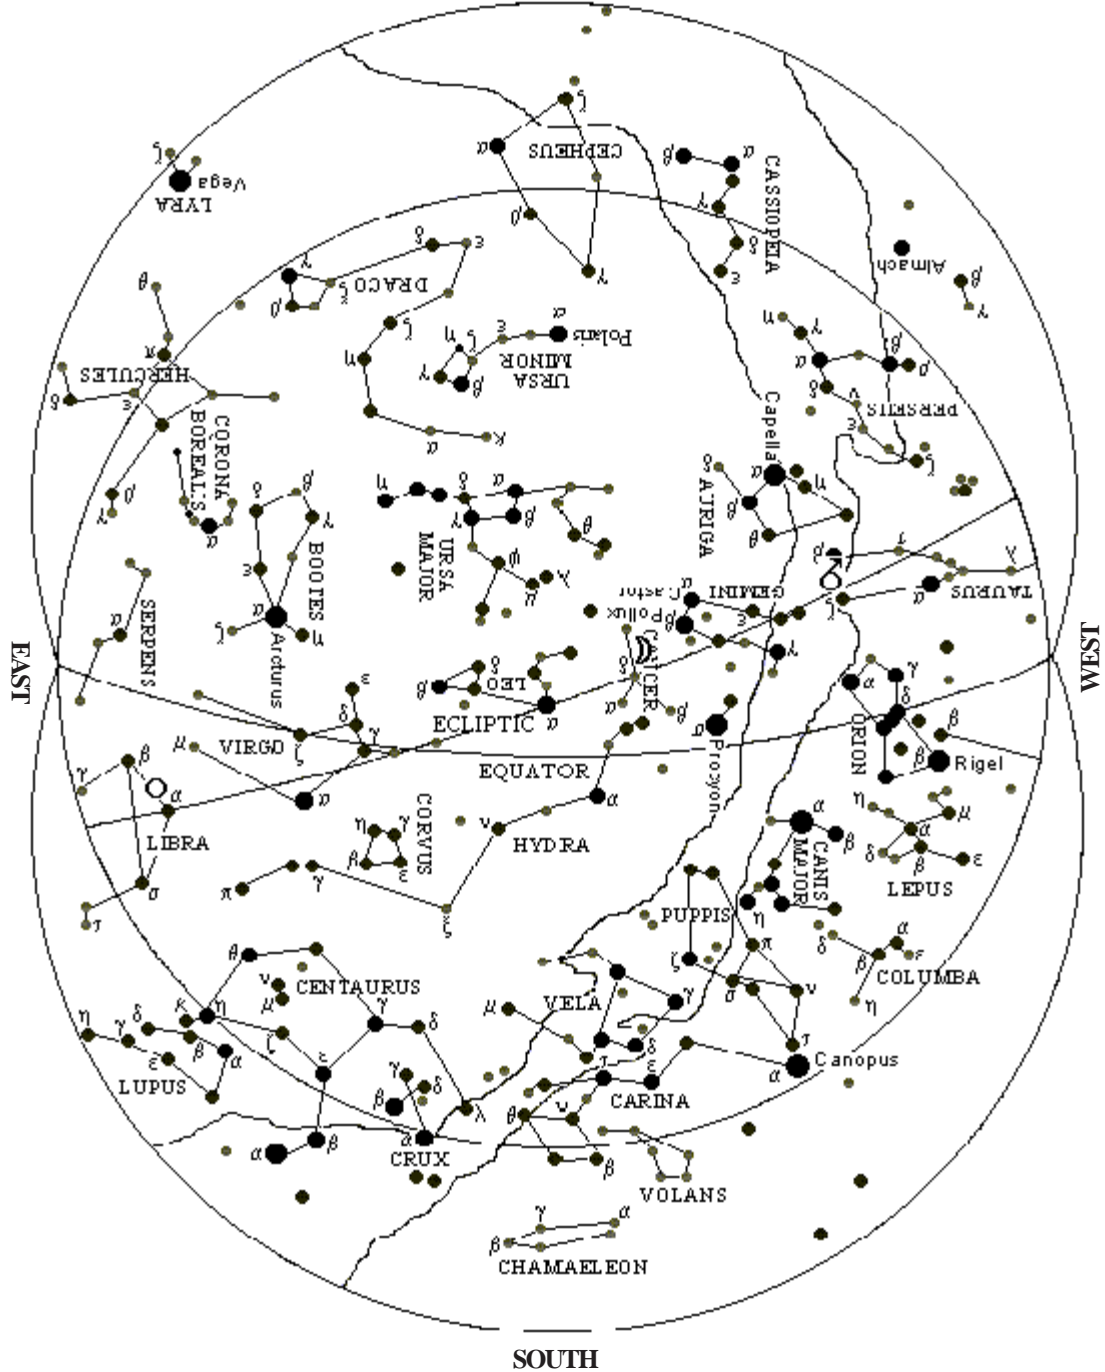 ζ
α
CEPHEUS
β
α
CASSIOPEIA
ζ
Vega
LYRA
γ
β
δ
ε
γ
δ
ε
γ
Almach
θ
γ
ξ
DRACO
β
β
γ
α
η
γ
ζ
η
ζ
ε
Polaris
α
β
β
ρ
π
η
URSA
MINOR
γ
β
HERCULES
δ
ε
δ
ν
PERSEUS
ε
CORONA
BOREALIS
α
κ
Capella
ζ
β
γ
δ
β
γ
η
δ
α
δ
α
η
β
γ
β
AURIGA
α
URSA
MAJOR
θ
θ
BOOTES
ψ
λ
μ
ε
β
τ
λ
♂
α
TAURUS
ζ
SERPENS
α
ζ
α
η
Arcturus
α
Castor
GEMINI
Pollux
β
ε
γ
CANCER
δ
α
β
EAST
WEST
β
δ
LEO
α
ECLIPTIC
ε
δ
γ
VIRGO
ζ
α
γ
δ
β
ORION
β
Rigel
α
Procyon
EQUATOR
μ
β
γ
α
LIBRA
α
α
ν
HYDRA
CORVUS
η
γ
β
ε
α
β
CANIS
MAJOR
η
η
μ
α
δ
β
ε
LEPUS
σ
τ
π
γ
ξ
PUPPIS
π
ζ
σ
ν
τ
δ
α
β
ε
COLUMBA
η
θ
ν
CENTAURUS
μ
γ
δ
κ
η
ζ
ε
μ
VELA
γ
δ
η
γ
δ
β
α
ε
LUPUS
γ
δ
β
λ
ε
ν
CARINA
Canopus
α
θ
β
α
β
α
CRUX
VOLANS
γ
α
β
CHAMAELEON
SOUTH